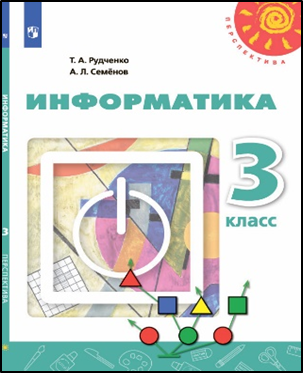 Т. А. Рудченко
А. Л. Семёнов
ПЕРСПЕКТИВА
ИНФОРМАТИКА
3
класс
ИНФОРМАТИКА
3
ПЕРСПЕКТИВА